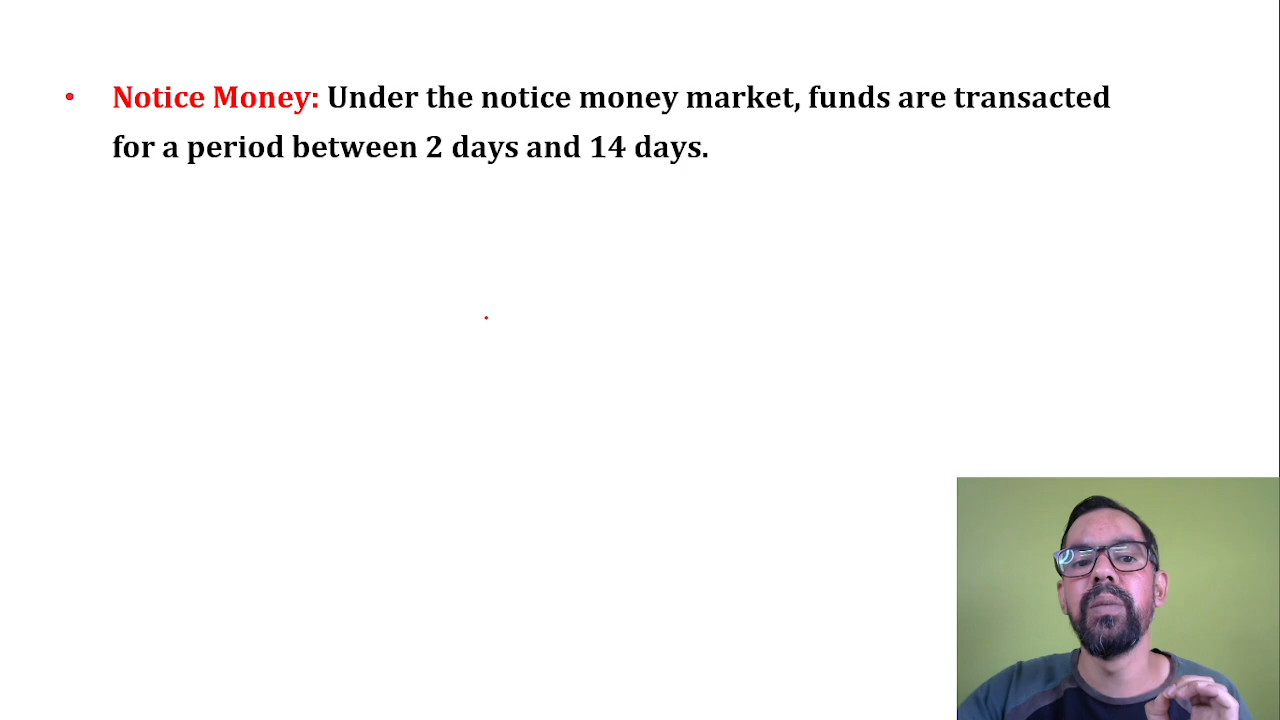 • Notice Money: Under the notice money market, funds are transacted
for a period between 2 days and 14 days.